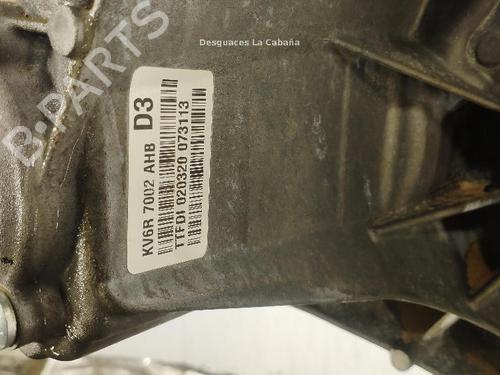 Desguaces La Cabaña
B-PARTS
D3
KV6R 7002 AHB
TTFDI 020320 073113